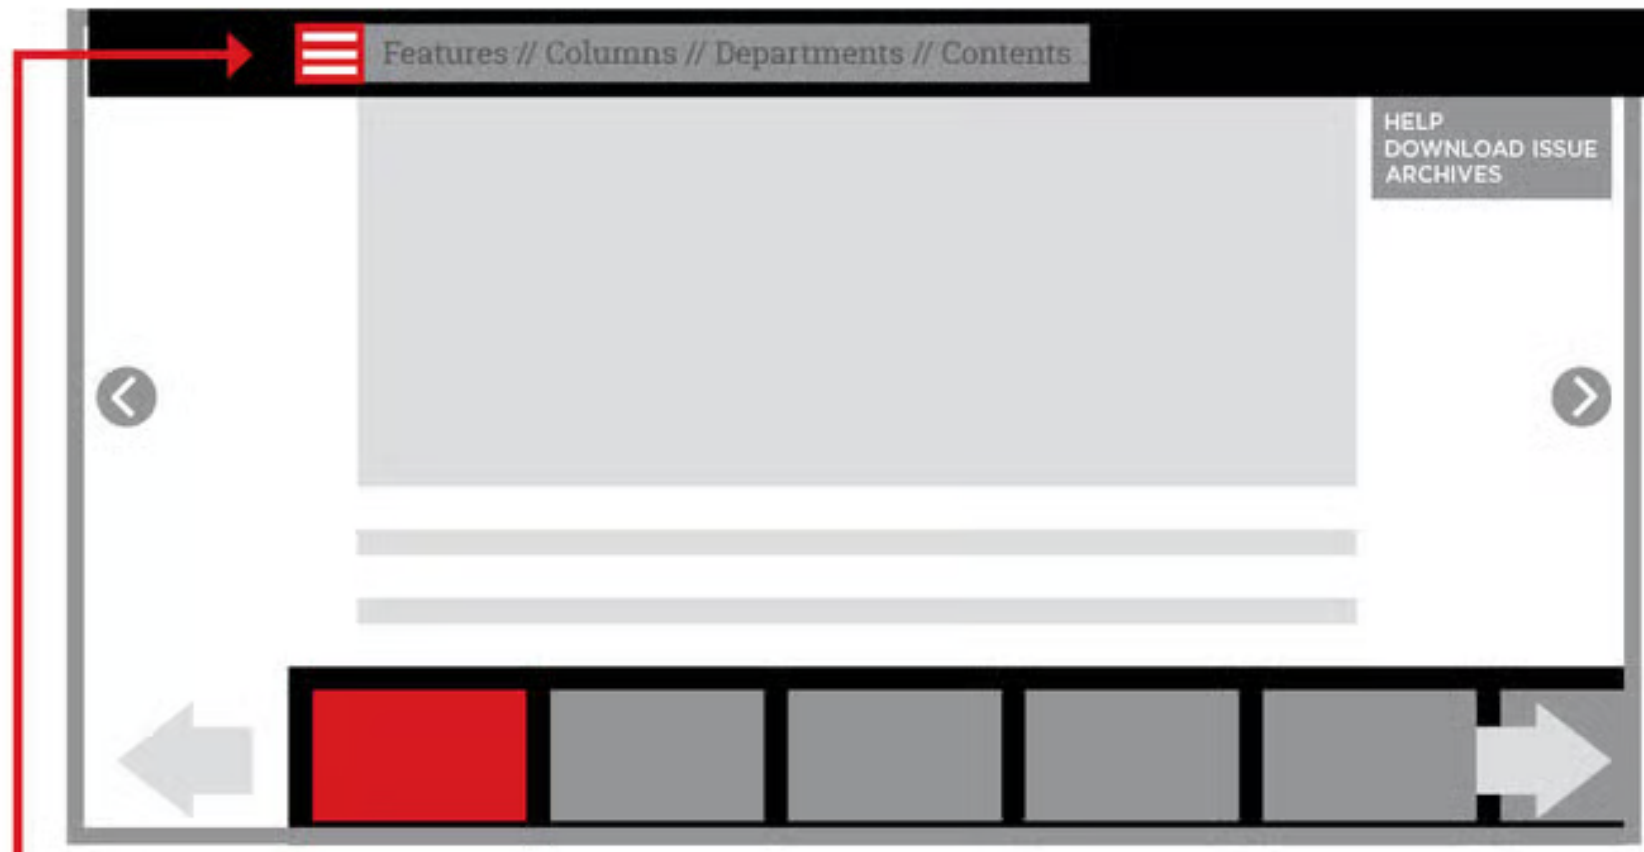 Features // Columns // Departments // Contents
HELP
DOWNLOAD ISSUE
ARCHIVES